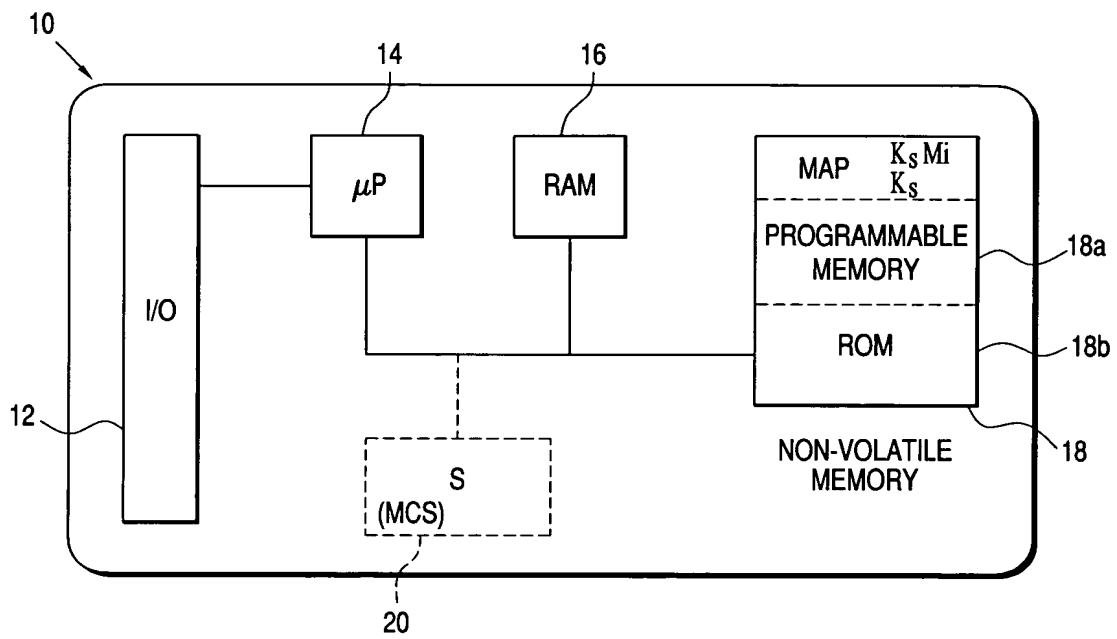 10
14
16
μP
RAM
MAP KS Mi
KS
PROGRAMMABLE
MEMORY
18a
I/O
ROM
18b
12
18
NON-VOLATILE
MEMORY
S
(MCS)
20